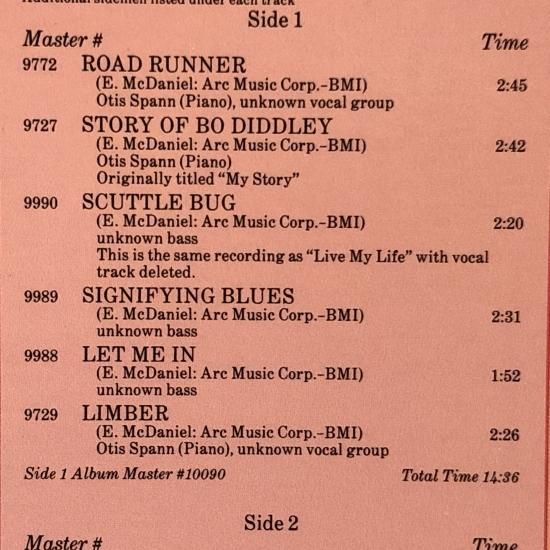 Additional sidemen listed under each track
Side 1
Master # Time
9772 ROAD RUNNER
(E. McDaniel: Arc Music Corp.-BMI) 2:45
Otis Spann (Piano), unknown vocal group
9727 STORY OF BO DIDDLEY
(E. McDaniel: Arc Music Corp.-BMI) 2:42
Otis Spann (Piano)
Originally titled “My Story”
9990 SCUTTLE BUG
(E. McDaniel: Arc Music Corp.-BMI) 2:20
unknown bass
This is the same recording as “Live My Life” with vocal
track deleted.
9989 SIGNIFYING BLUES
(E. McDaniel: Arc Music Corp.-BMI) 2:31
unknown bass
9988 LET ME IN
(E. McDaniel: Arc Music Corp.-BMI) 1:52
unknown bass
9729 LIMBER
(E. McDaniel: Arc Music Corp.-BMI) 2:26
Otis Spann (Piano), unknown vocal group
Side 1 Album Master #10090 Total Time 14:36
Side 2
Master # Time